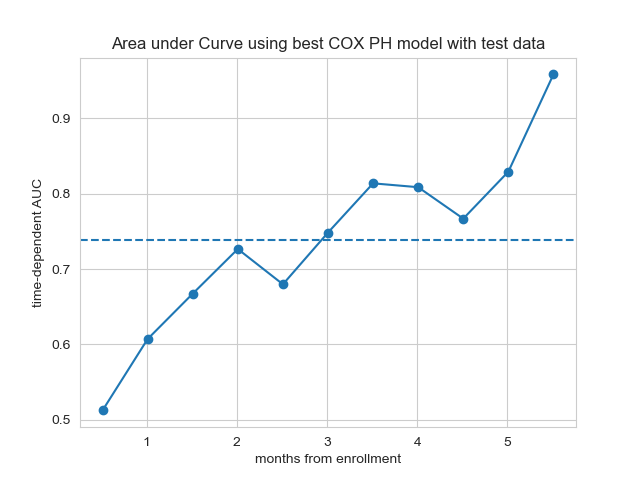 Area under Curve using best COX PH model with test data
time-dependent AUC
0.9
0.8
0.7
0.6
0.5
1 2 3 4 5
months from enrollment